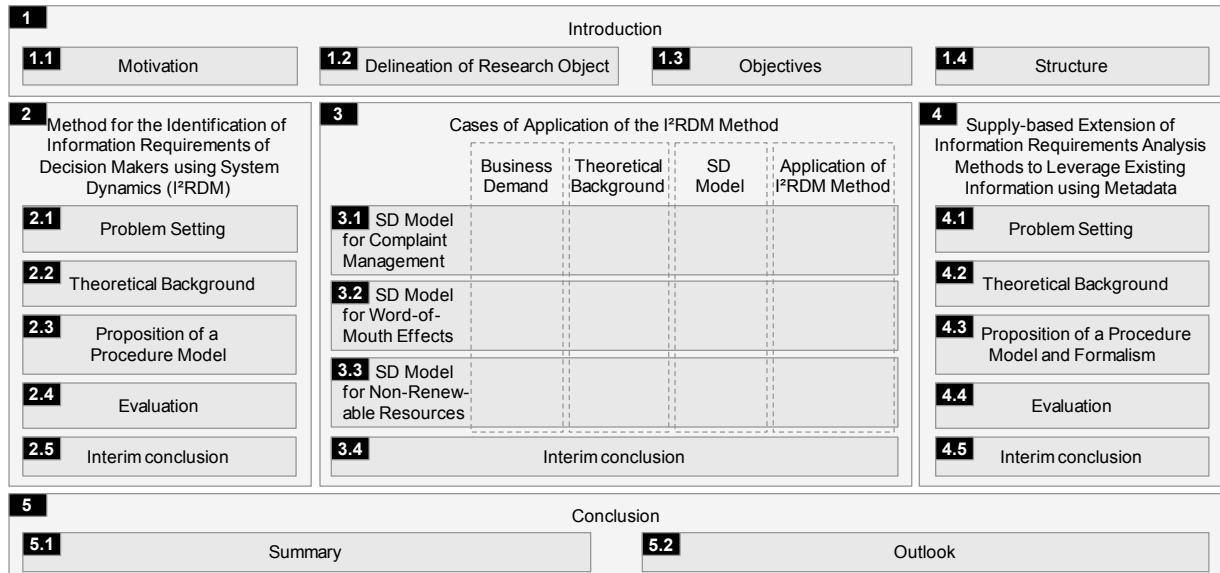 1
Introduction
1.1
Motivation
1.2
Delineation of Research Object
1.3
Objectives
1.4
Structure
2
Method for the Identification of
Information Requirements of
Decision Makers using System
Dynamics (I²RDM)
2.1
Problem Setting
2.2
Theoretical Background
2.3
Proposition of a
Procedure Model
2.4
Evaluation
2.5
Interim conclusion
3
Cases of Application of the I²RDM Method
Business
Demand
Theoretical
Background
SD
Model
Application of
I²RDM Method
3.1 SD Model
for Complaint
Management
3.2 SD Model
for Word-of-
Mouth Effects
3.3 SD Model
for Non-Renew-
able Resources
3.4
Interim conclusion
4
Supply-based Extension of
Information Requirements Analysis
Methods to Leverage Existing
Information using Metadata
4.1
Problem Setting
4.2
Theoretical Background
4.3
Proposition of a Procedure
Model and Formalism
4.4
Evaluation
4.5
Interim conclusion
5
Conclusion
5.1
Summary
5.2
Outlook